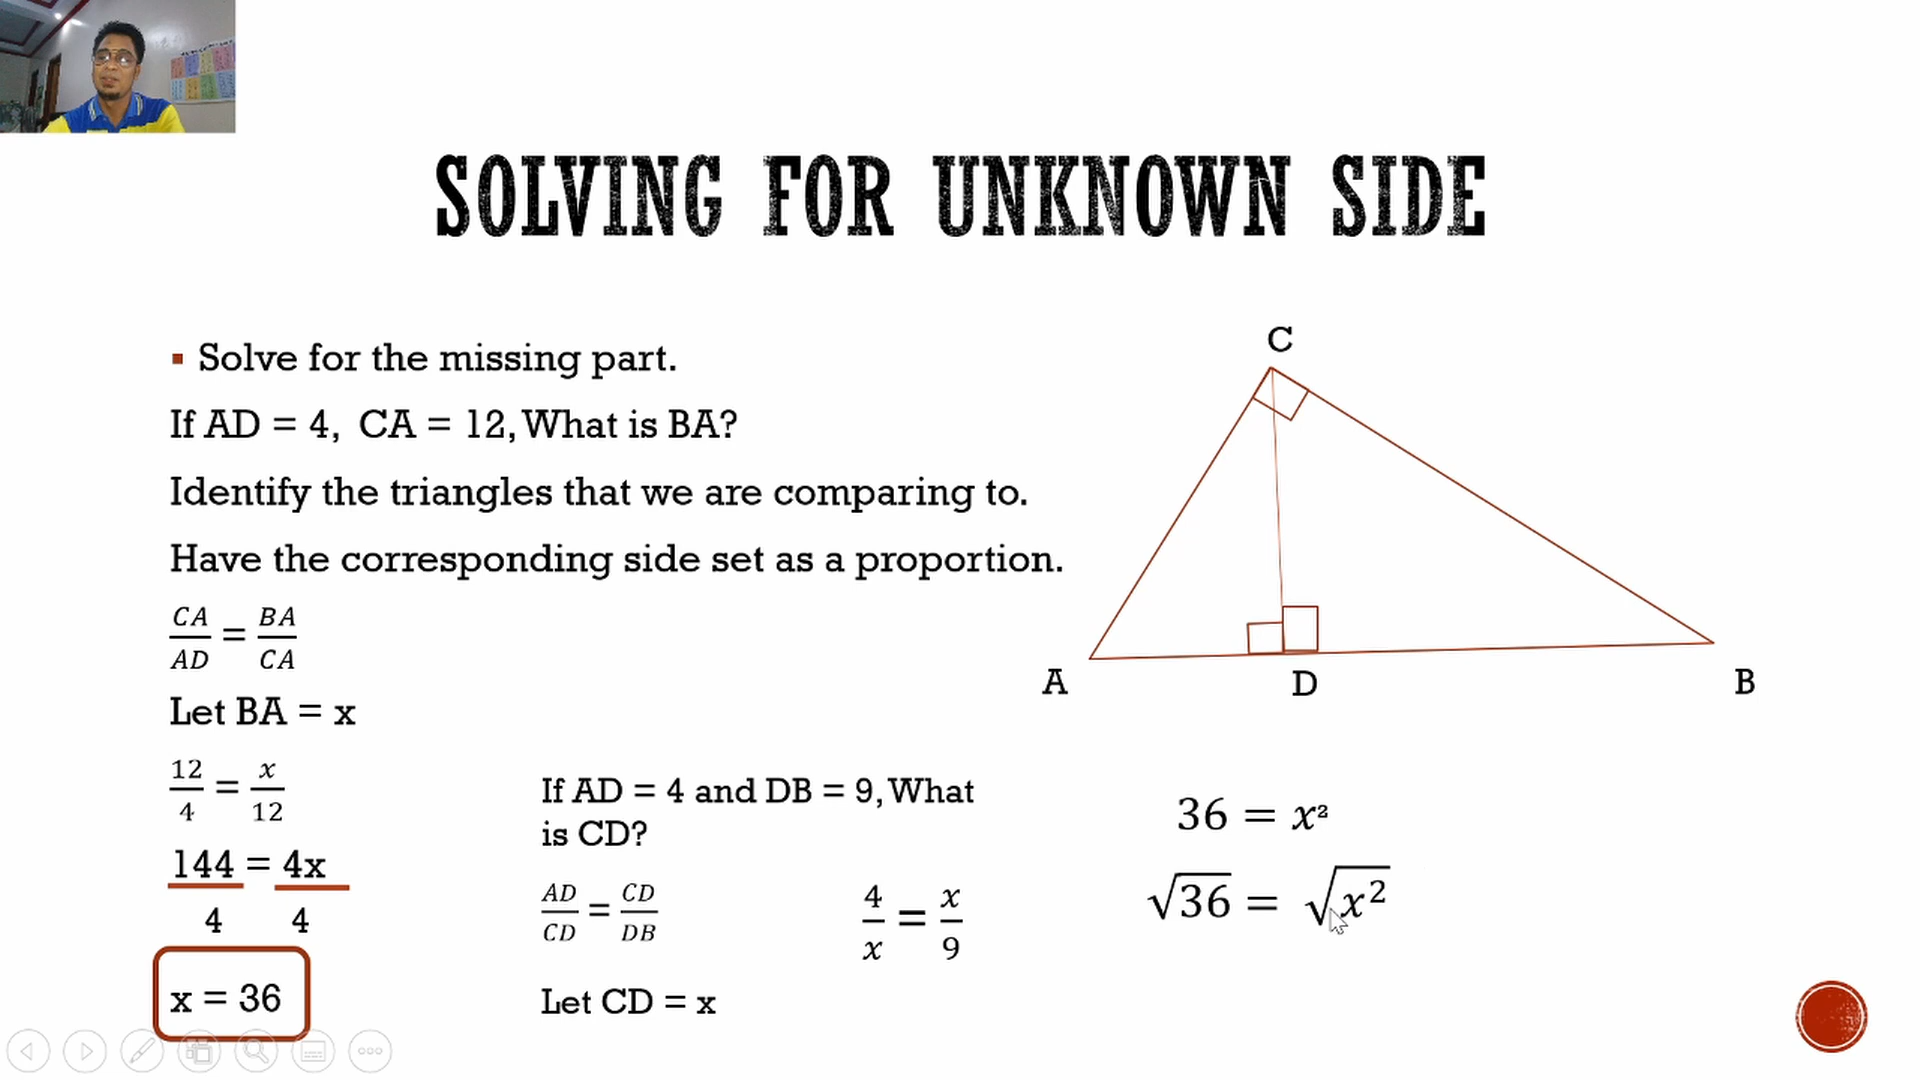 SOLVING FOR UNKNOWN SIDE
▪ Solve for the missing part.
If AD = 4, CA = 12, What is BA?
Identify the triangles that we are comparing to.
Have the corresponding side set as a proportion.
CA/AD = BA/CA
Let BA = x
12/4 = x/12
144 = 4x
4 4
x = 36
If AD = 4 and DB = 9, What
is CD?
AD/CD = CD/DB
Let CD = x
4/x = x/9
36 = x²
√36 = √x²
C
A
D
B